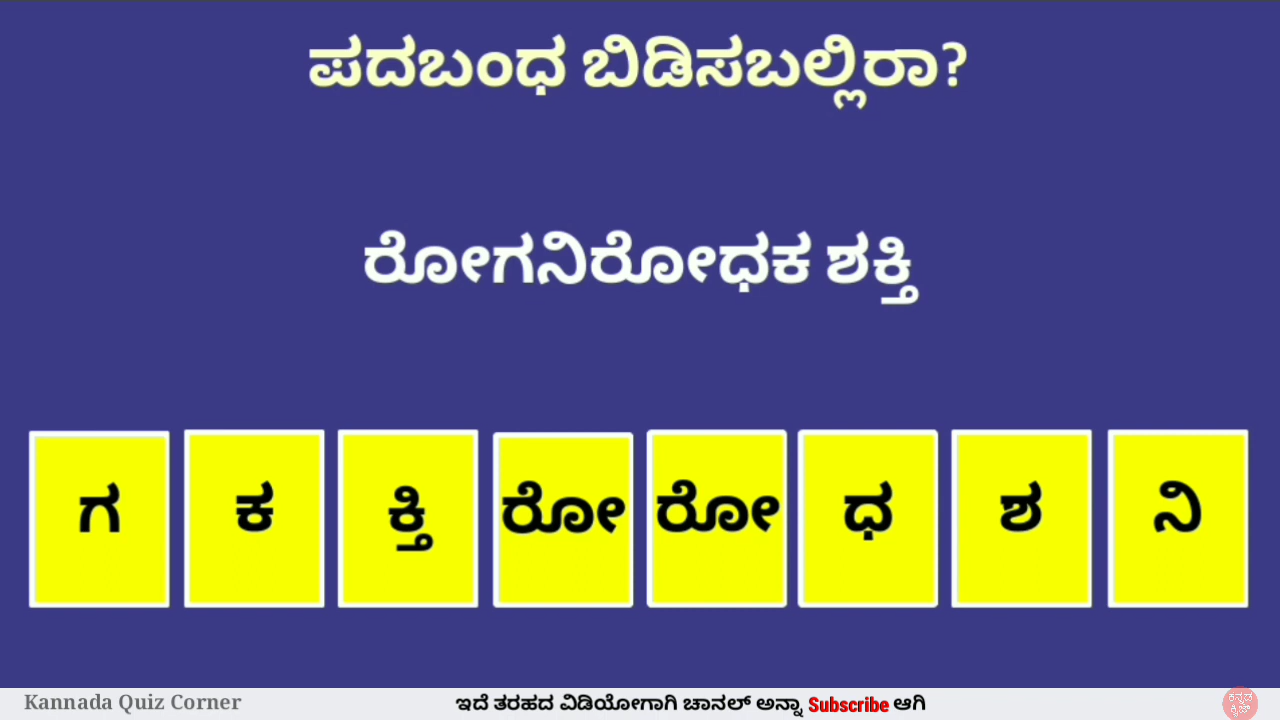 ಪದಬಂಧ ಬಿಡಿಸಬಲ್ಲಿರಾ?
ರೋಗನಿರೋಧಕ ಶಕ್ತಿ
ಗ ಕ ಕ್ತಿ ರೋ ರೋ ಧ ಶ ನಿ
Kannada Quiz Corner ಇದೆ ತರಹದ ವಿಡಿಯೋಗಾಗಿ ಚಾನಲ್ ಅನ್ನಾ Subscribe ಆಗಿ